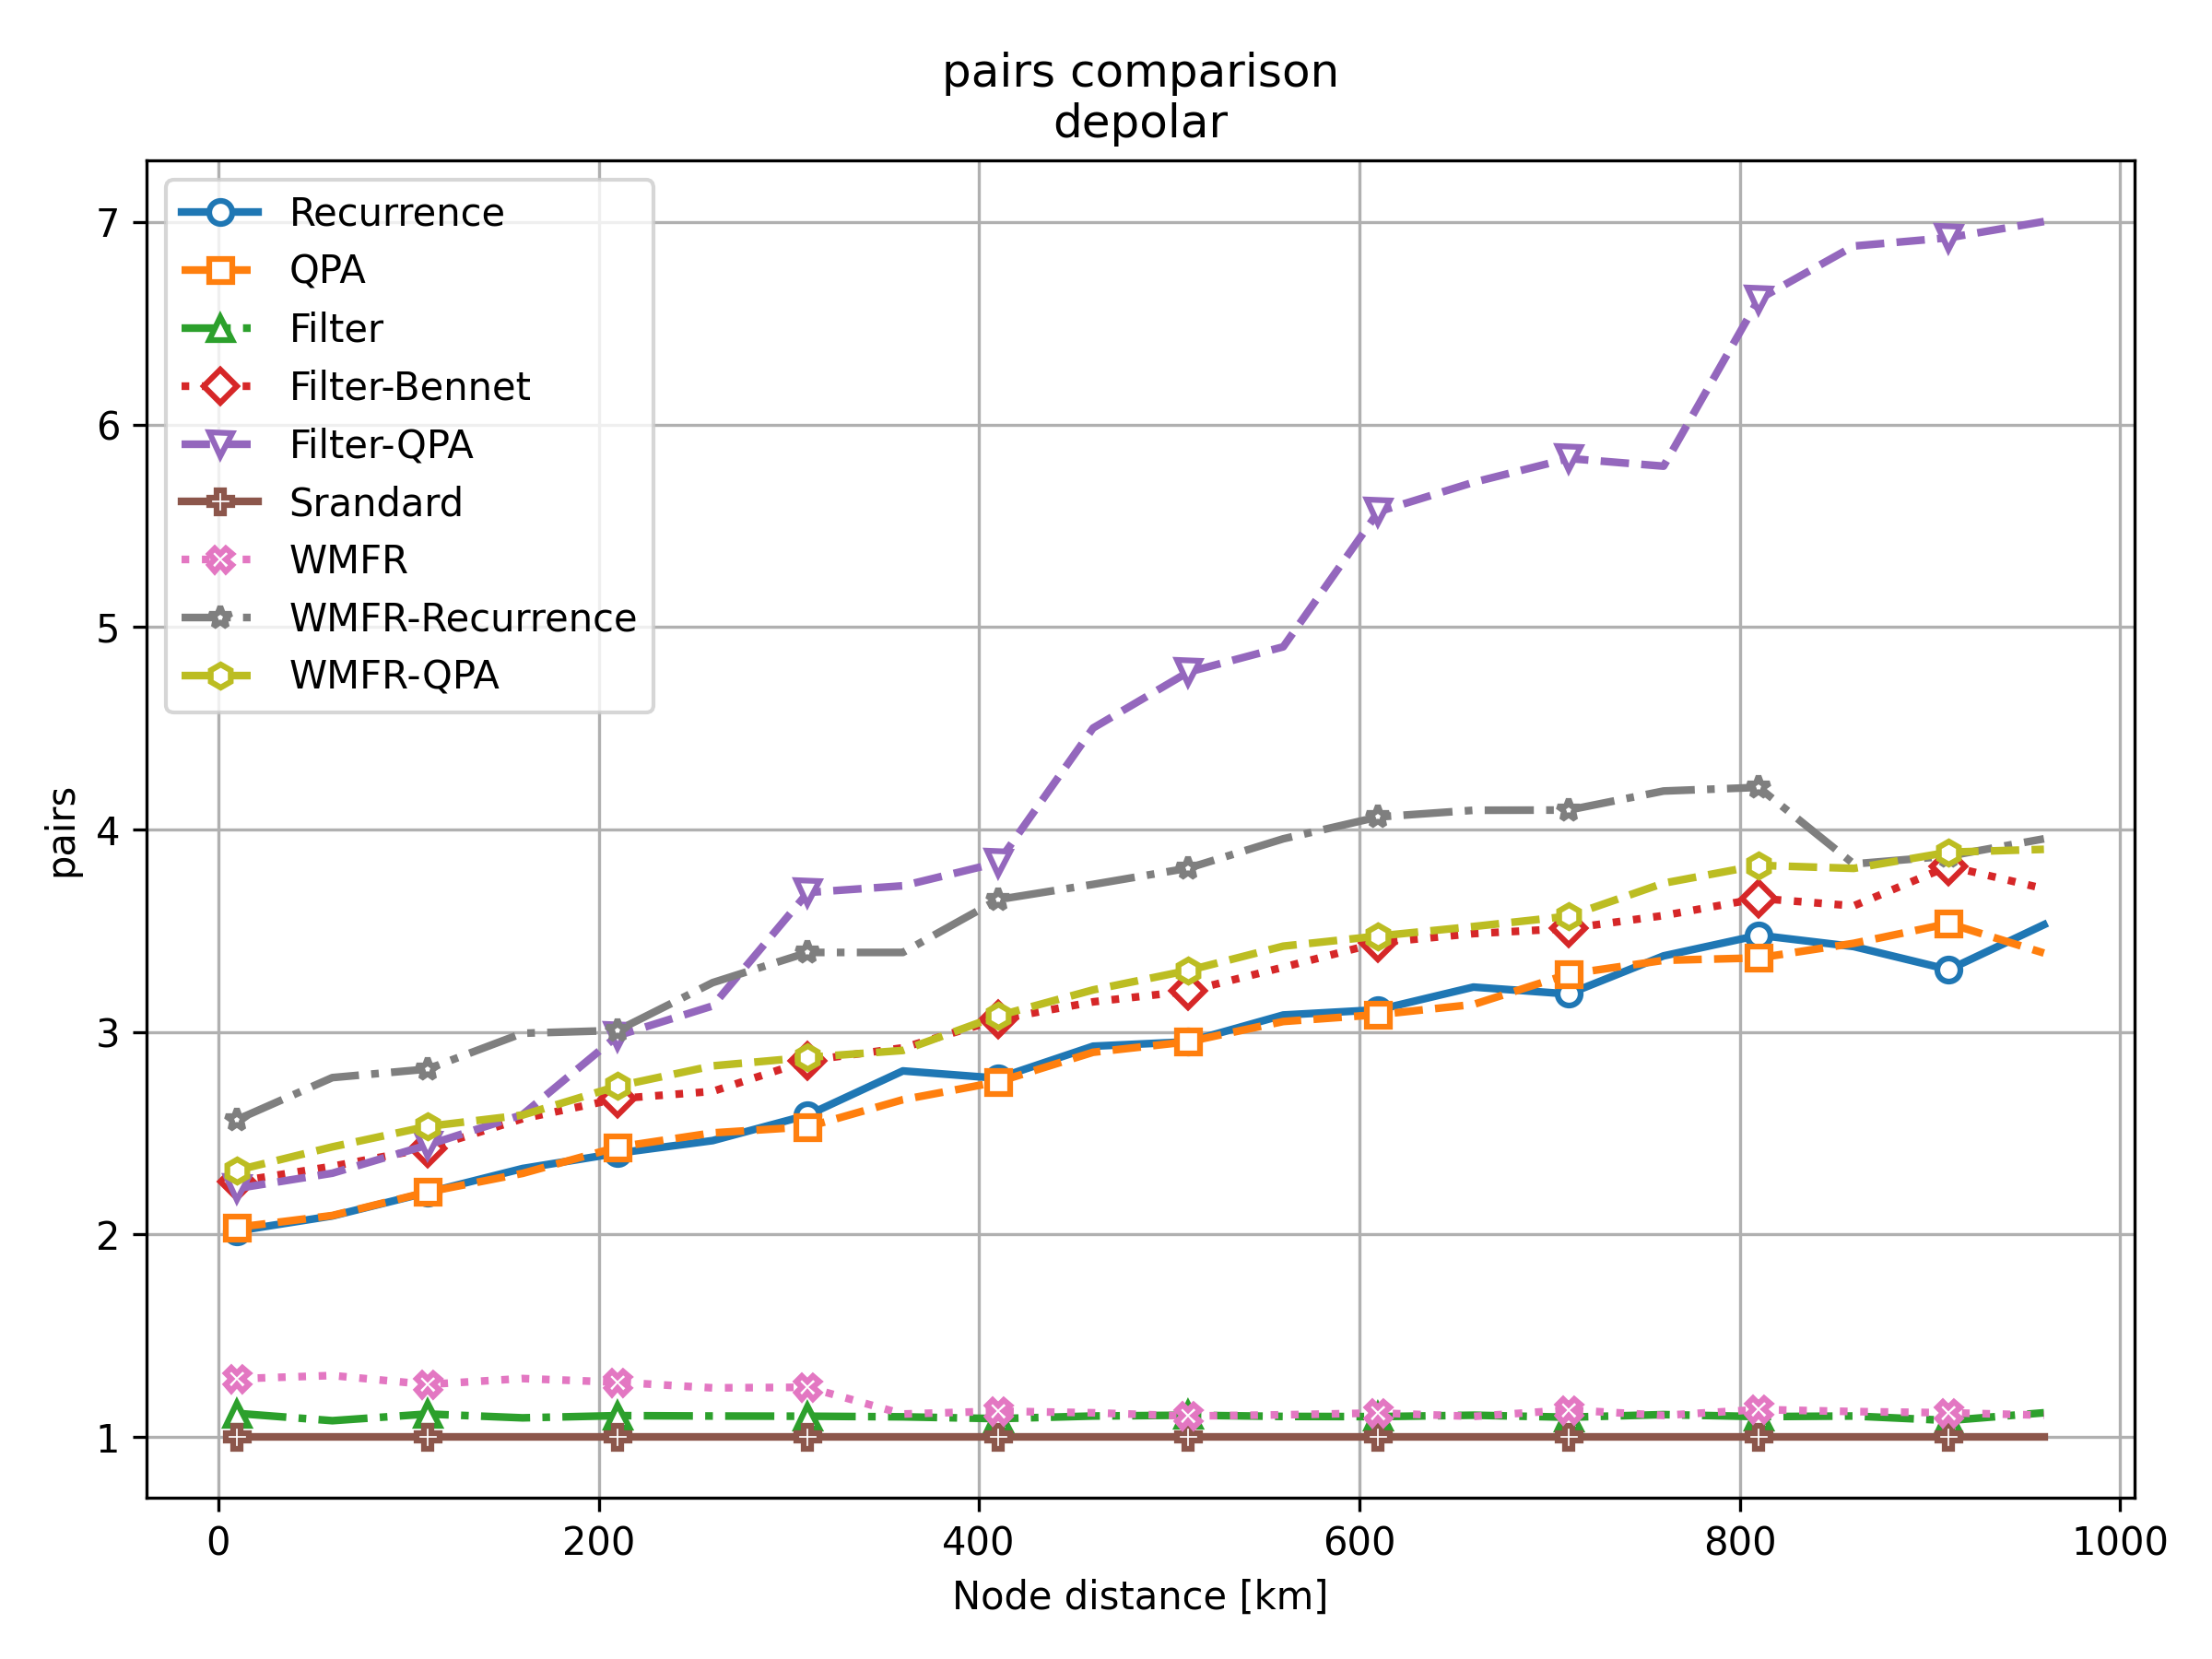 pairs comparison
depolar
Recurrence
QPA
Filter
Filter-Bennet
Filter-QPA
Srandard
WMFR
WMFR-Recurrence
WMFR-QPA
7
6
5
4
3
2
1
pairs
0 200 400 600 800 1000
Node distance [km]